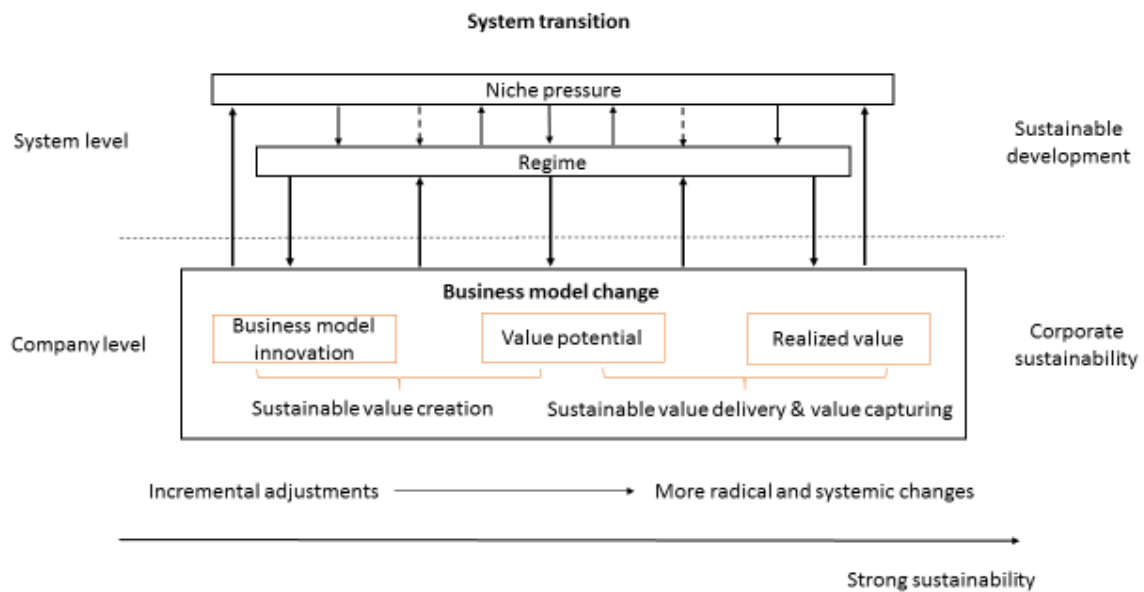 System transition
Niche pressure
System level
Sustainable
development
Regime
Business model change
Company level
Business model
innovation
Value potential
Realized value
Corporate
sustainability
Sustainable value creation
Sustainable value delivery & value capturing
Incremental adjustments
More radical and systemic changes
Strong sustainability